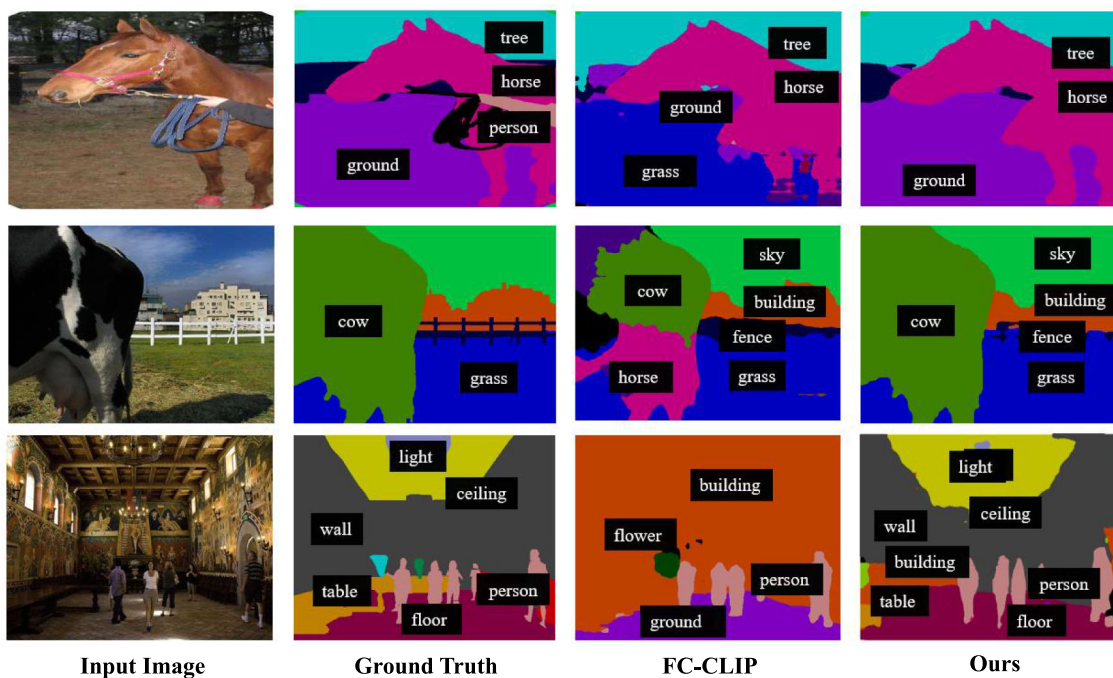 tree
horse
person
ground
tree
horse
ground
grass
tree
horse
ground
cow
grass
sky
cow
building
fence
horse
grass
sky
building
cow
fence
grass
light
ceiling
wall
table
person
floor
building
flower
person
ground
light
ceiling
wall
building
person
table
floor
Input Image
Ground Truth
FC-CLIP
Ours